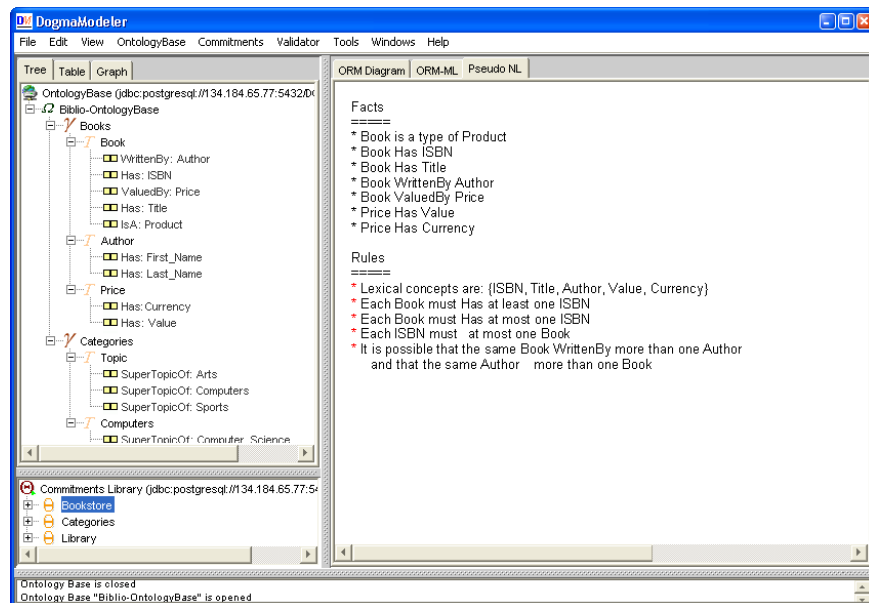 DogmaModeler
File Edit View OntologyBase Commitments Validator Tools Windows Help
Tree Table Graph
OntologyBase (jdbc:postgresql://134.184.65.77:5432/D
Biblio-OntologyBase
Books
Book
WrittenBy: Author
Has: ISBN
ValuedBy: Price
Has: Title
IsA: Product
Author
Has: First_Name
Has: Last_Name
Price
Has: Currency
Has: Value
Categories
Topic
SuperTopicOf: Arts
SuperTopicOf: Computers
SuperTopicOf: Sports
Computers
SuperTopicOf: Computer_Science
Commitments Library (jdbc:postgresql://134.184.65.77:5
Bookstore
Categories
Library
ORM Diagram ORM-ML Pseudo NL
Facts
=====
* Book is a type of Product
* Book Has ISBN
* Book Has Title
* Book WrittenBy Author
* Book ValuedBy Price
* Price Has Value
* Price Has Currency
Rules
=====
* Lexical concepts are: {ISBN, Title, Author, Value, Currency}
* Each Book must Has at least one ISBN
* Each Book must Has at most one ISBN
* Each ISBN must at most one Book
* It is possible that the same Book WrittenBy more than one Author
and that the same Author more than one Book
Ontology Base is closed
Ontology Base "Biblio-OntologyBase" is opened